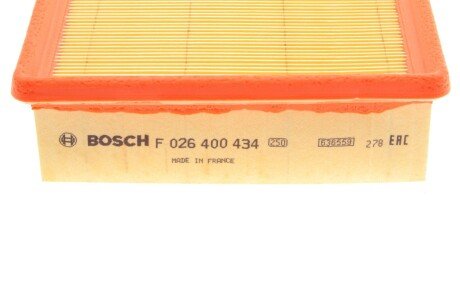 BOSCH F 026 400 434 250 278 EAC
MADE IN FRANCE